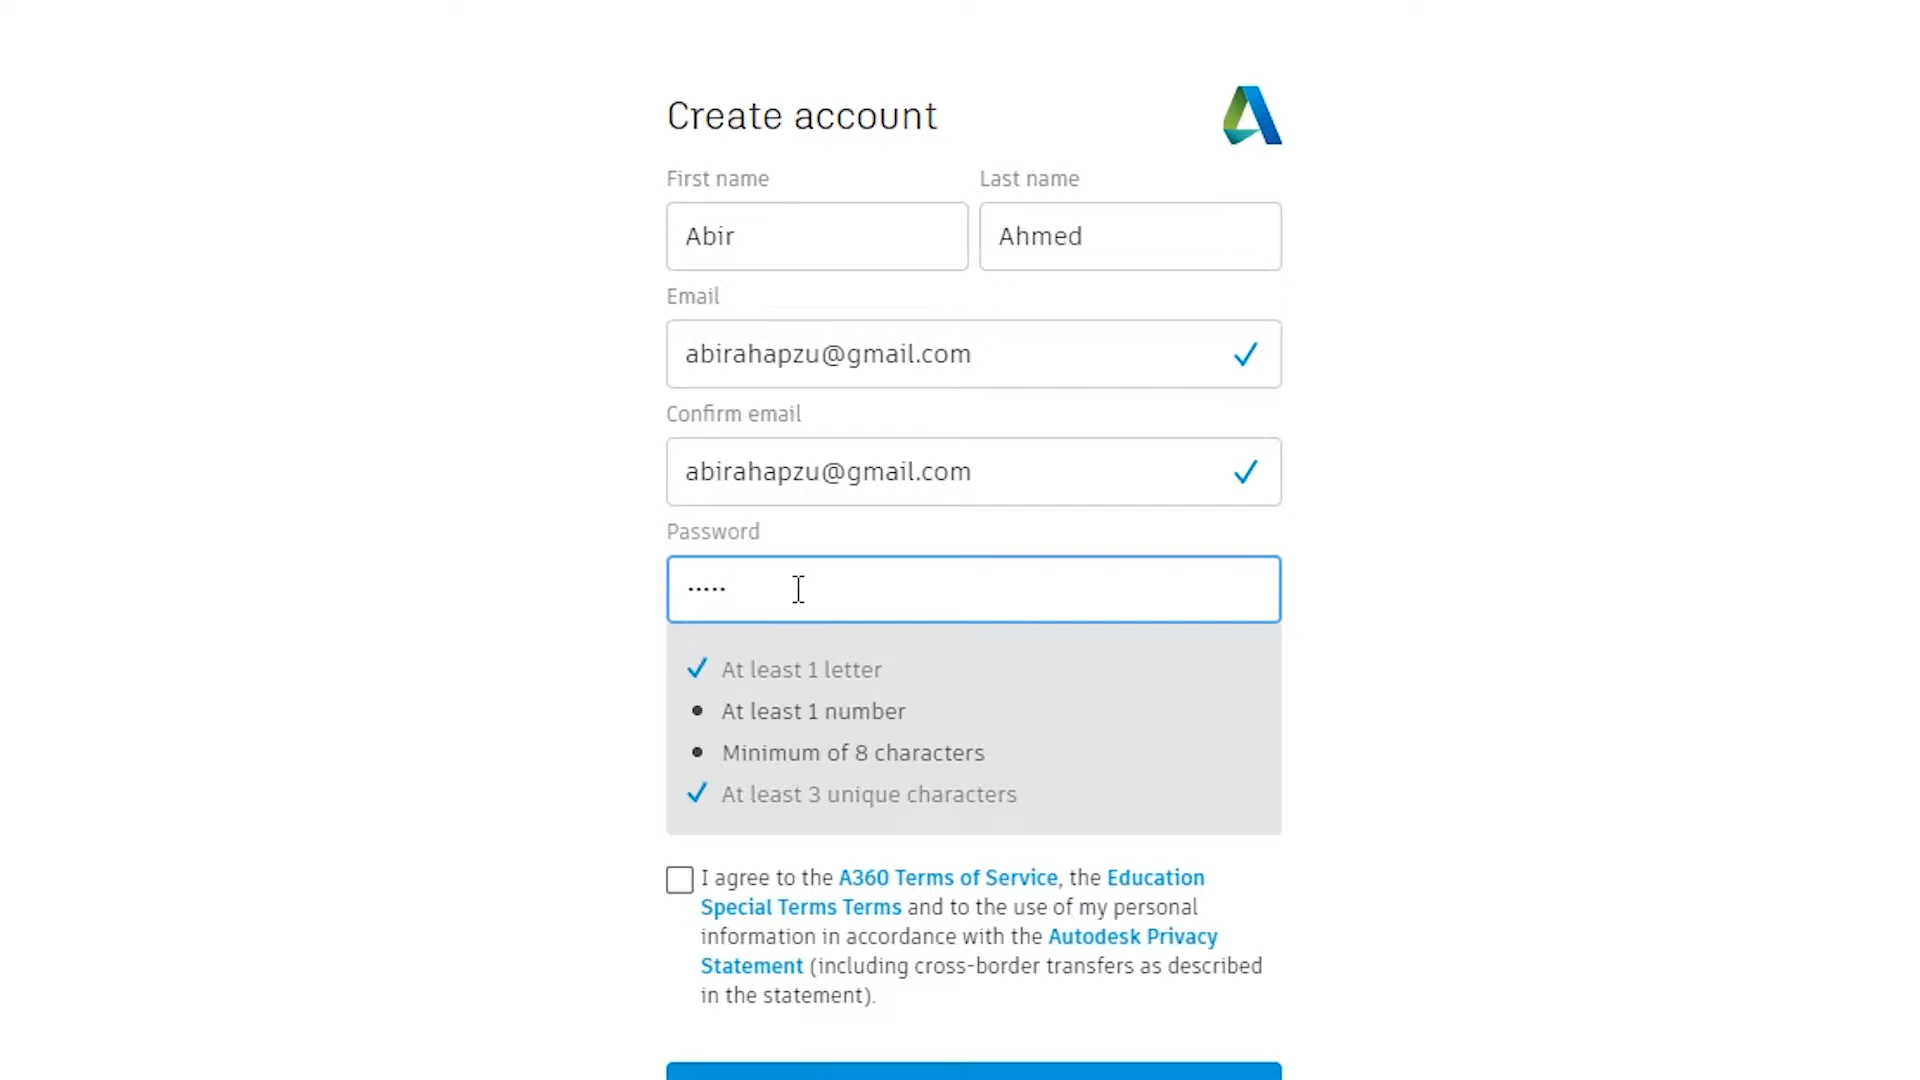 Create account
First name
Last name
Abir
Ahmed
Email
abirahapzu@gmail.com
Confirm email
abirahapzu@gmail.com
Password
•••••
At least 1 letter
At least 1 number
Minimum of 8 characters
At least 3 unique characters
I agree to the A360 Terms of Service, the Education
Special Terms Terms and to the use of my personal
information in accordance with the Autodesk Privacy
Statement (including cross-border transfers as described
in the statement).